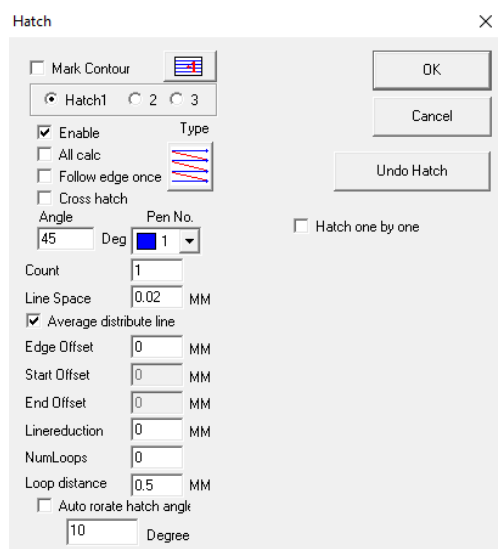 Hatch
Mark Contour
OK
Hatch1 2 3
Cancel
Enable Type
All calc
Follow edge once
Undo Hatch
Cross hatch
Angle Pen No.
45 Deg 1
Hatch one by one
Count 1
Line Space 0.02 MM
Average distribute line
Edge Offset 0 MM
Start Offset 0 MM
End Offset 0 MM
Linereduction 0 MM
NumLoops 0
Loop distance 0.5 MM
Auto rorate hatch angle
10 Degree